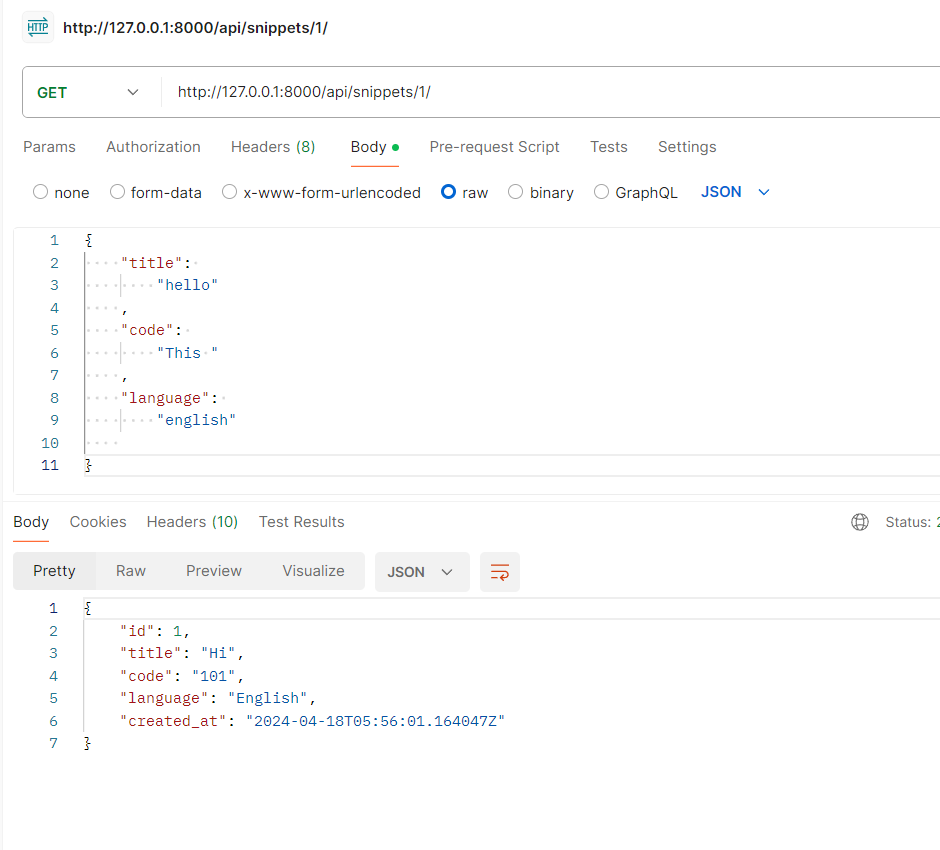 HTTP http://127.0.0.1:8000/api/snippets/1/
GET http://127.0.0.1:8000/api/snippets/1/
Params Authorization Headers (8) Body Pre-request Script Tests Settings
none form-data x-www-form-urlencoded raw binary GraphQL JSON
1 {
2 "title":
3 "hello"
4 ,
5 "code":
6 "This "
7 ,
8 "language":
9 "english"
10
11 }
Body Cookies Headers (10) Test Results Status: 2
Pretty Raw Preview Visualize JSON
1 {
2 "id": 1,
3 "title": "Hi",
4 "code": "101",
5 "language": "English",
6 "created_at": "2024-04-18T05:56:01.164047Z"
7 }